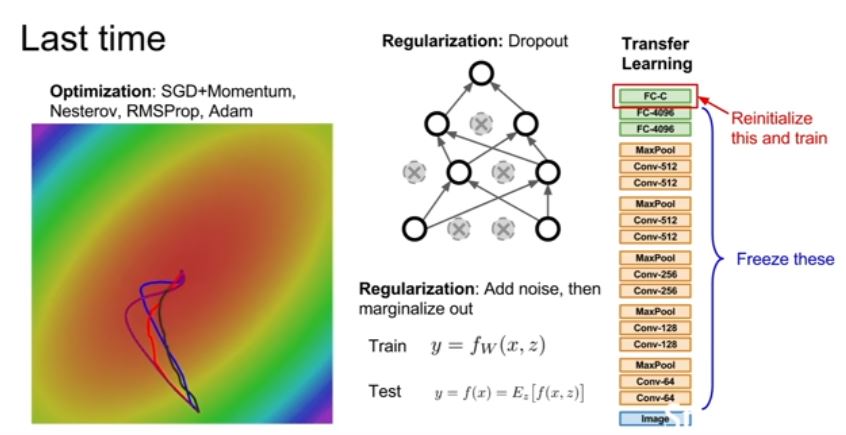 Last time
Optimization: SGD+Momentum,
Nesterov, RMSProp, Adam
Regularization: Dropout
Regularization: Add noise, then
marginalize out
Train y = f_W(x, z)
Test y = f(x) = E_z[f(x, z)]
Transfer
Learning
FC-C
FC-4096
FC-4096
MaxPool
Conv-512
Conv-512
MaxPool
Conv-512
Conv-512
MaxPool
Conv-256
Conv-256
MaxPool
Conv-128
Conv-128
MaxPool
Conv-64
Conv-64
Image
Reinitialize
this and train
Freeze these